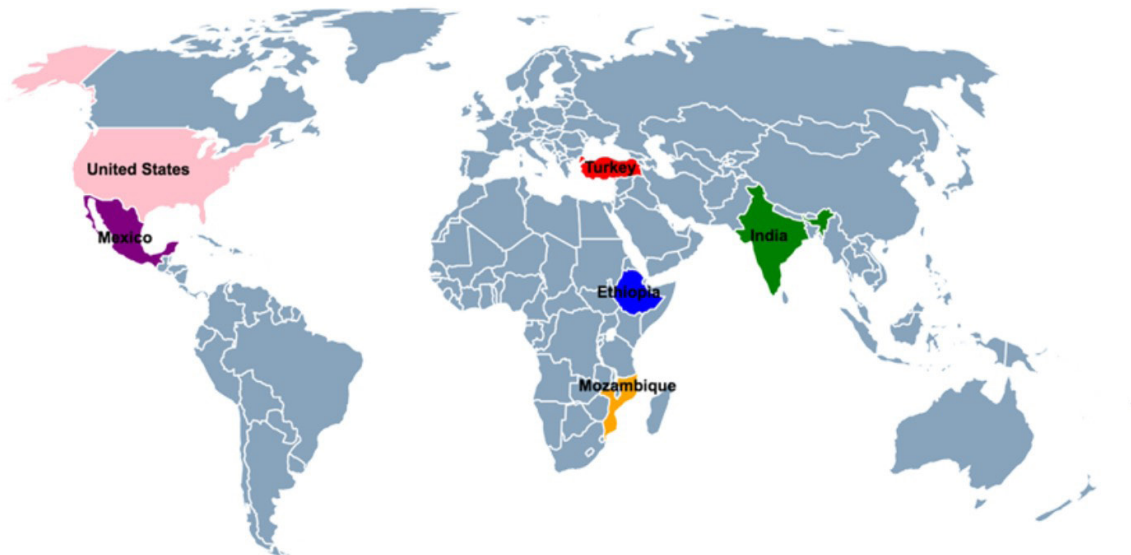 United States
Turkey
Mexico
India
Ethiopia
Mozambique